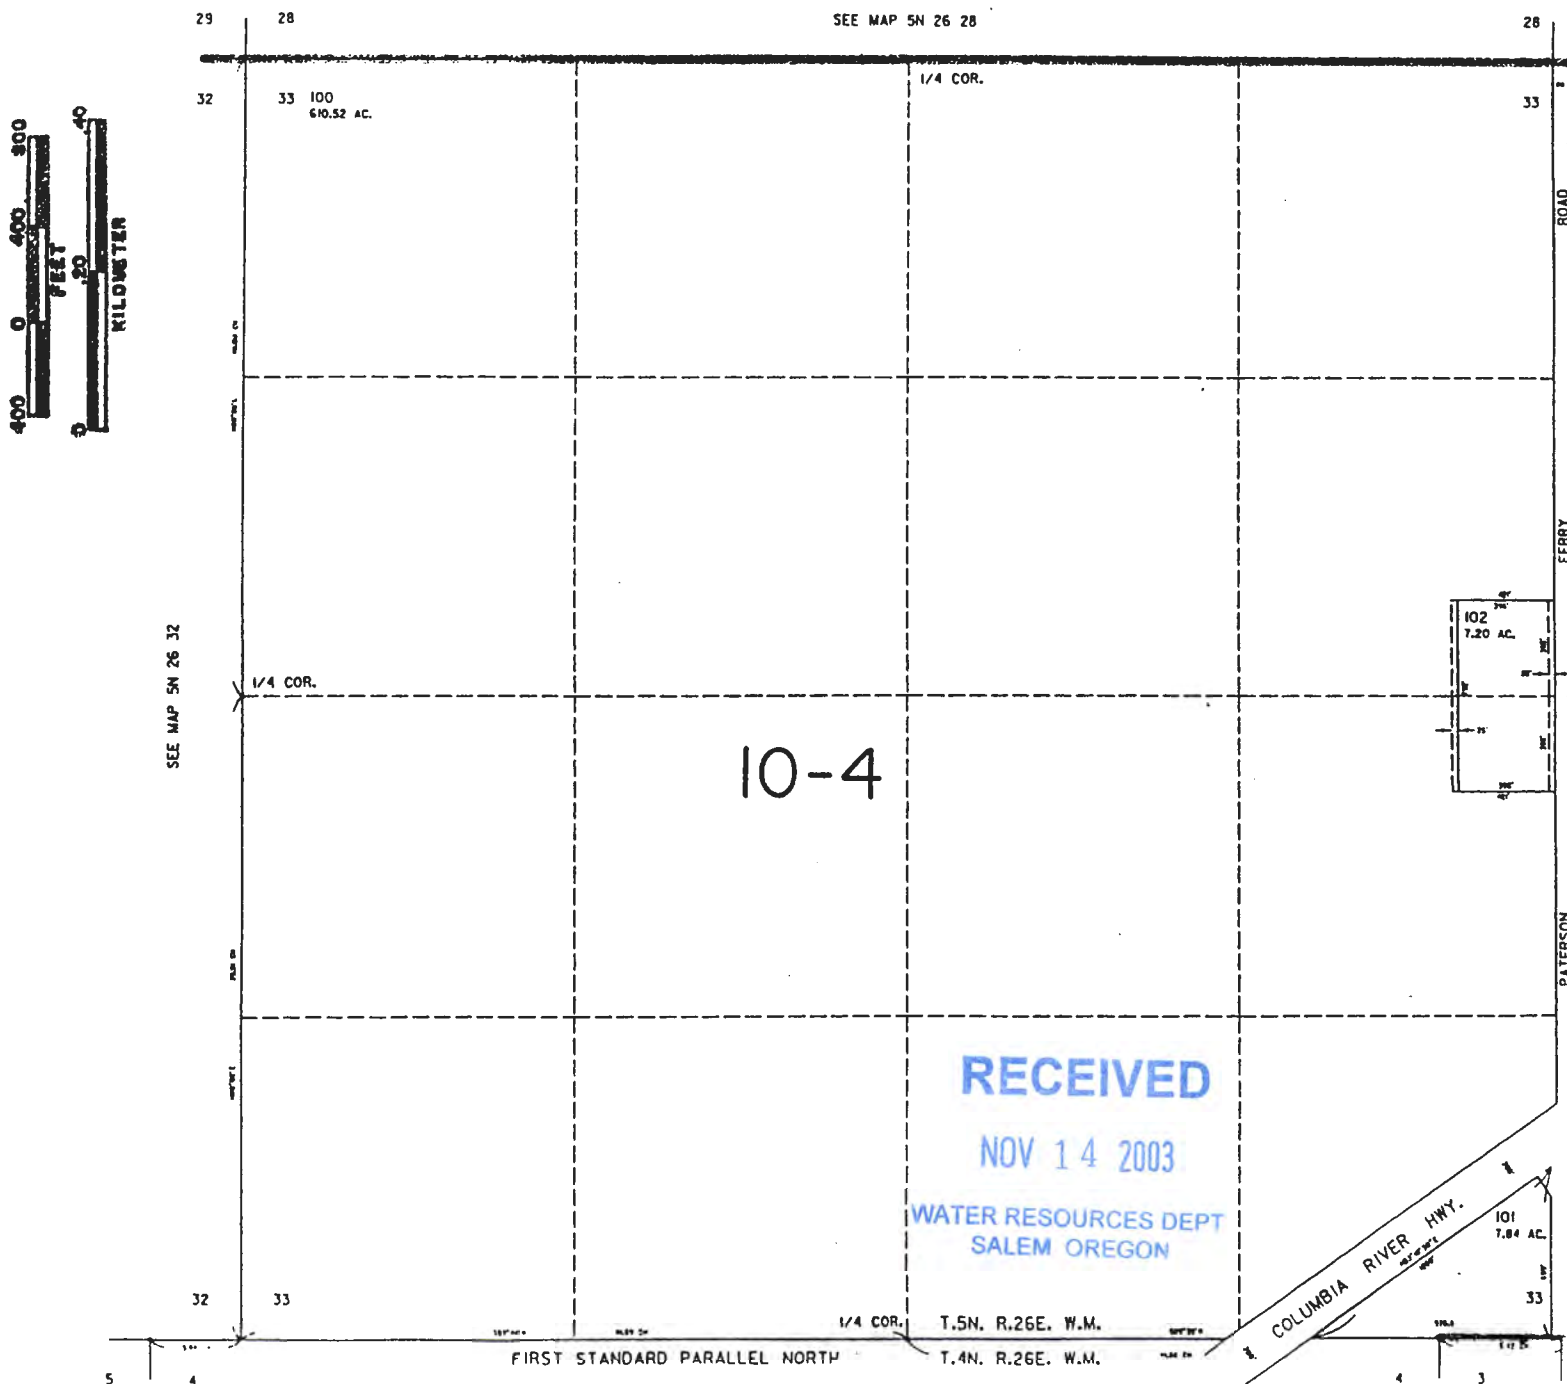 29 28 SEE MAP 5N 26 28 28
1/4 COR.
32 33 100 33
610.52 AC.
400 0 400 800
FEET
0 .20 .40
KILOMETER
ROAD
FERRY
PATERSON
SEE MAP 5N 26 32
102
7.20 AC.
1/4 COR.
25'
10-4
RECEIVED
NOV 14 2003
WATER RESOURCES DEPT
SALEM OREGON
COLUMBIA RIVER HWY.
101
7.84 AC.
32 33 33
1/4 COR. T.5N. R.26E. W.M.
FIRST STANDARD PARALLEL NORTH T.4N. R.26E. W.M.
5 4 4 3